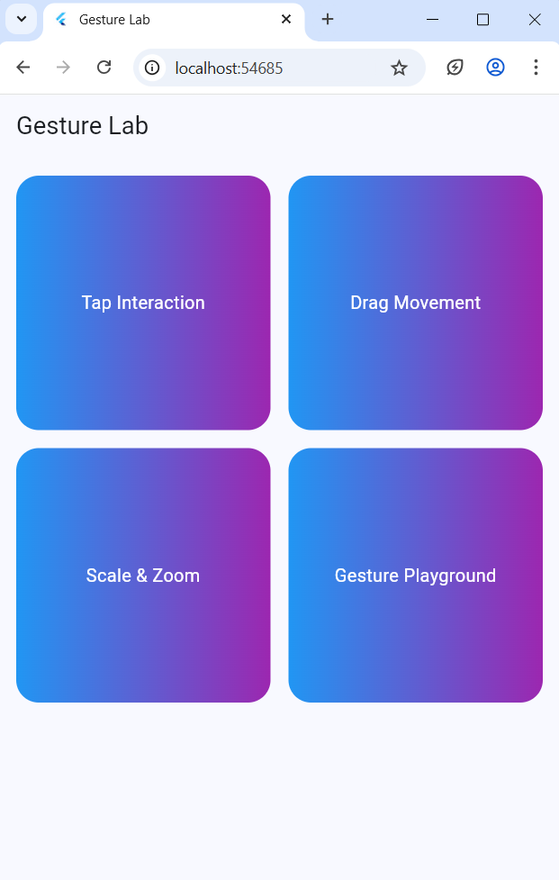 Gesture Lab
localhost:54685
Gesture Lab
Tap Interaction
Drag Movement
Scale & Zoom
Gesture Playground